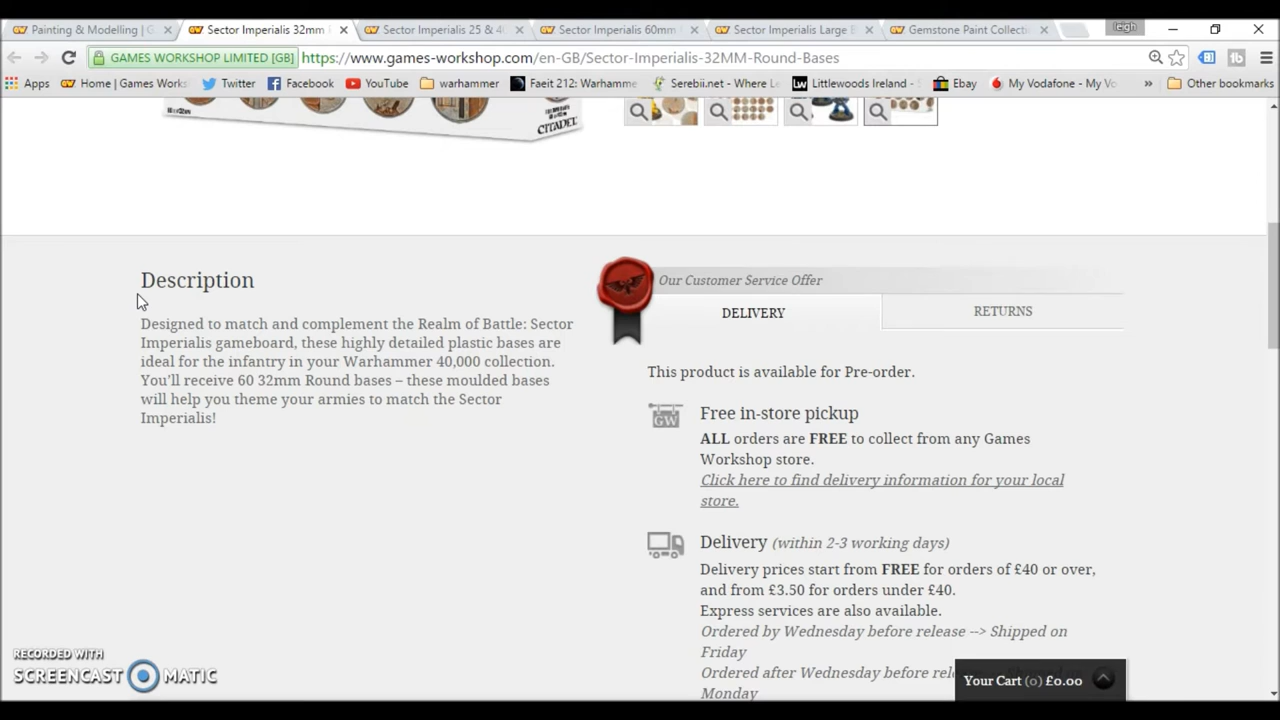 Painting & Modelling | G
Sector Imperialis 32mm
Sector Imperialis 25 & 4
Sector Imperialis 60mm
Sector Imperialis Large B
Gemstone Paint Collecti
leigh
GAMES WORKSHOP LIMITED [GB]
https://www.games-workshop.com/en-GB/Sector-Imperialis-32MM-Round-Bases
Apps
Home | Games Works
Twitter
Facebook
YouTube
warhammer
Faeit 212: Warhamme
Serebii.net - Where Le
Littlewoods Ireland -
Ebay
My Vodafone - My Vo
»
Other bookmarks
CITADEL
Description
Designed to match and complement the Realm of Battle: Sector
Imperialis gameboard, these highly detailed plastic bases are
ideal for the infantry in your Warhammer 40,000 collection.
You'll receive 60 32mm Round bases – these moulded bases
will help you theme your armies to match the Sector
Imperialis!
Our Customer Service Offer
DELIVERY
RETURNS
This product is available for Pre-order.
GW
Free in-store pickup
ALL orders are FREE to collect from any Games
Workshop store.
Click here to find delivery information for your local
store.
Delivery (within 2-3 working days)
Delivery prices start from FREE for orders of £40 or over,
and from £3.50 for orders under £40.
Express services are also available.
Ordered by Wednesday before release --> Shipped on
Friday
Ordered after Wednesday before rele
Monday
Your Cart (0) £0.00
RECORDED WITH
SCREENCAST MATIC